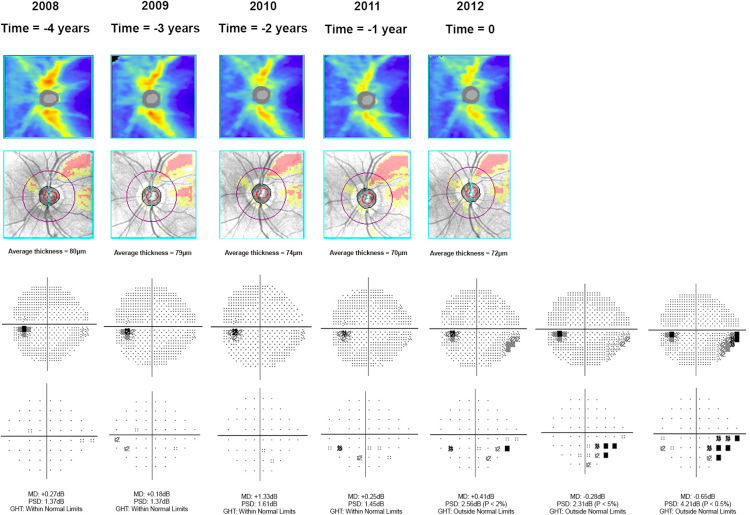 2008 2009 2010 2011 2012
Time = -4 years Time = -3 years Time = -2 years Time = -1 year Time = 0
Average thickness = 80µm Average thickness = 79µm Average thickness = 74µm Average thickness = 70µm Average thickness = 72µm
MD: +0.27dB MD: +0.18dB MD: +1.33dB MD: +0.25dB MD: +0.41dB MD: -0.28dB MD: -0.65dB
PSD: 1.37dB PSD: 1.37dB PSD: 1.61dB PSD: 1.45dB PSD: 2.56dB (P < 2%) PSD: 2.31dB (P < 5%) PSD: 4.21dB (P < 0.5%)
GHT: Within Normal Limits GHT: Within Normal Limits GHT: Within Normal Limits GHT: Within Normal Limits GHT: Outside Normal Limits GHT: Outside Normal Limits GHT: Outside Normal Limits